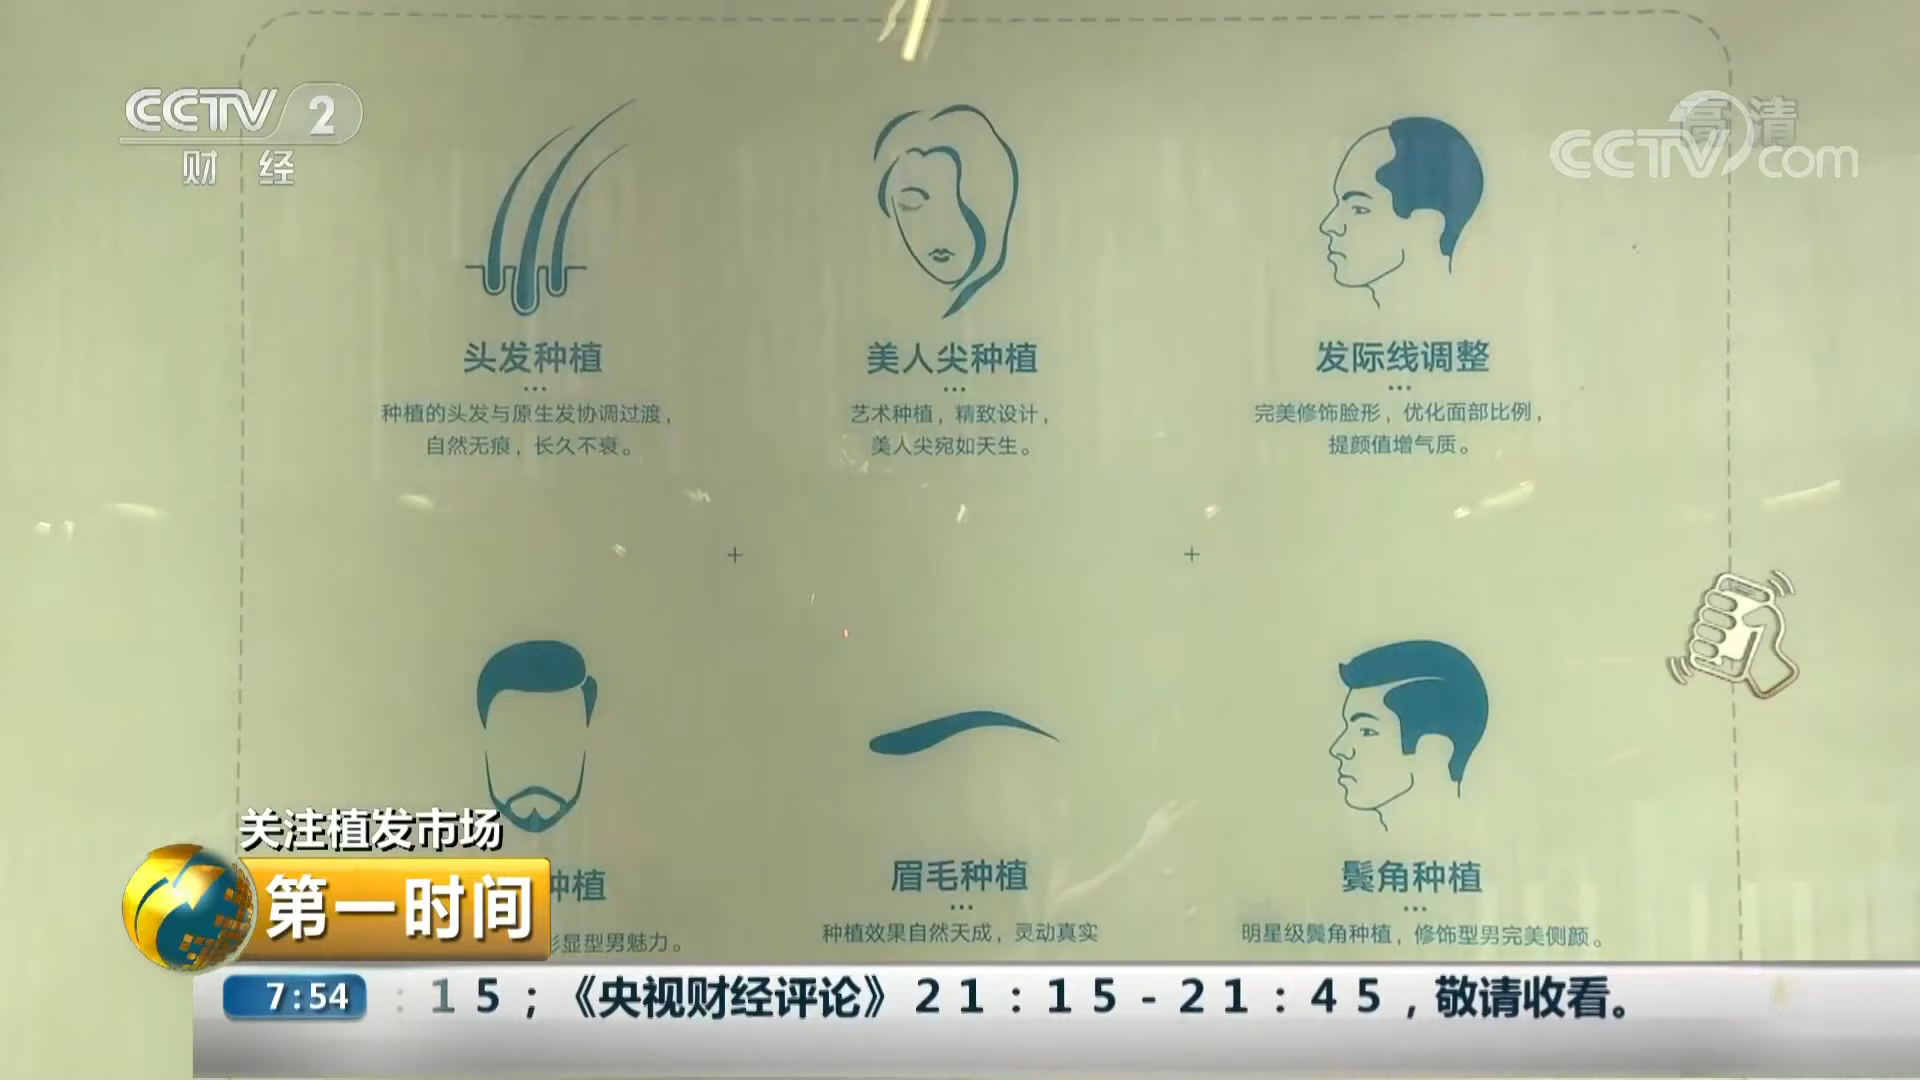 CCTV 2
财 经
高清
CCTV com
头发种植
种植的头发与原生发协调过渡，
自然无痕，长久不衰。
美人尖种植
艺术种植，精致设计，
美人尖宛如天生。
发际线调整
完美修饰脸形，优化面部比例，
提颜值增气质。
种植
显型男魅力。
眉毛种植
种植效果自然天成，灵动真实
鬓角种植
明星级鬓角种植，修饰型男完美侧颜。
关注植发市场
第一时间
7:54
:15;《央视财经评论》21:15-21:45,敬请收看。